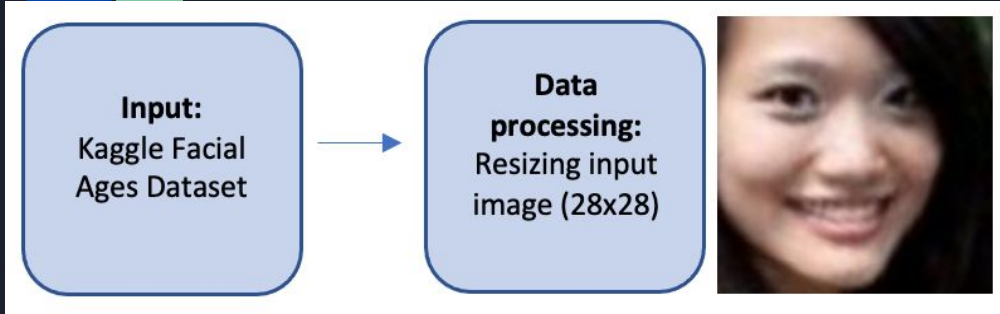 Input:
Kaggle Facial
Ages Dataset
Data
processing:
Resizing input
image (28x28)